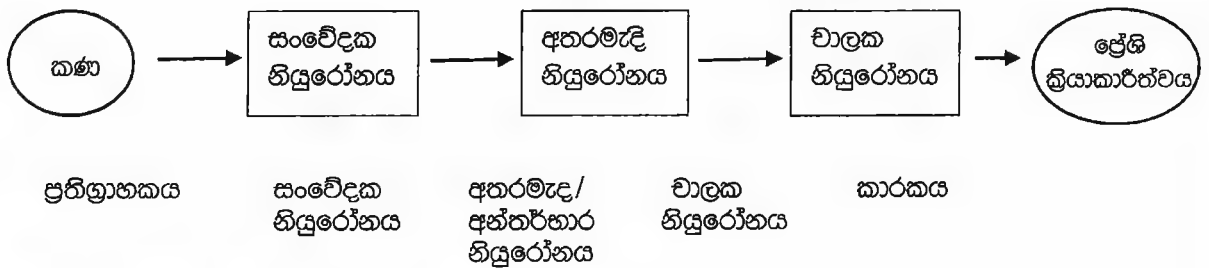 කණ
සංවේදක
නියුරෝනය
අතරමැදි
නියුරෝනය
චාලක
නියුරෝනය
ප්‍රේශි
ක්‍රියාකාරීත්වය
ප්‍රතිග්‍රාහකය
සංවේදක
නියුරෝනය
අතරමැද/
අන්තර්භාර
නියුරෝනය
චාලක
නියුරෝනය
කාරකය